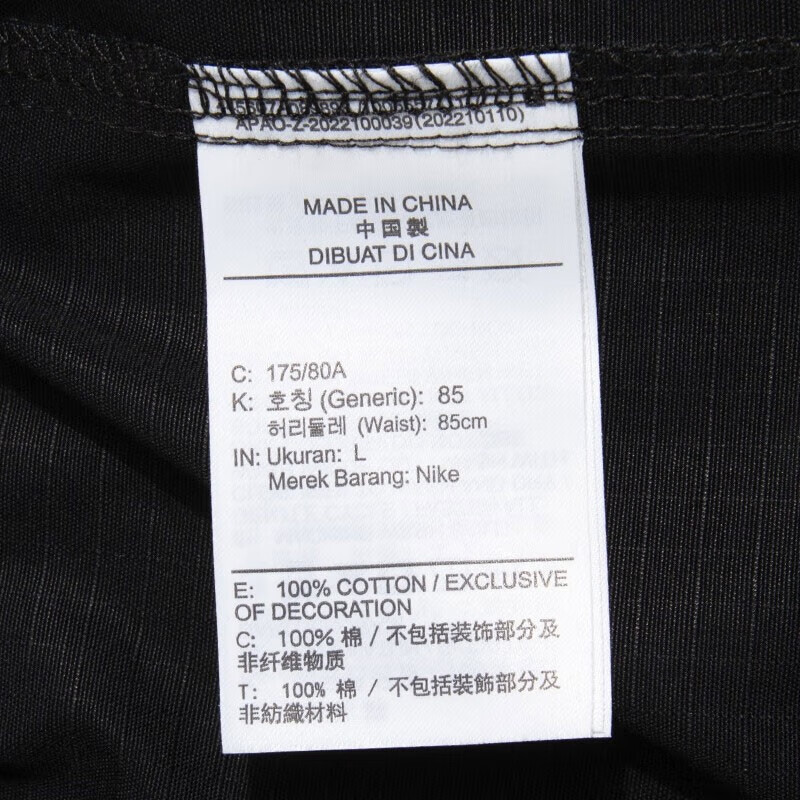 APAO-Z-2022100039(202210110)
MADE IN CHINA
中国製
DIBUAT DI CINA
C: 175/80A
K: 호칭 (Generic): 85
허리둘레 (Waist): 85cm
IN: Ukuran: L
Merek Barang: Nike
E: 100% COTTON / EXCLUSIVE
OF DECORATION
C: 100% 棉 / 不包括装饰部分及
非纤维物质
T: 100% 棉 / 不包括裝飾部分及
非紡織材料